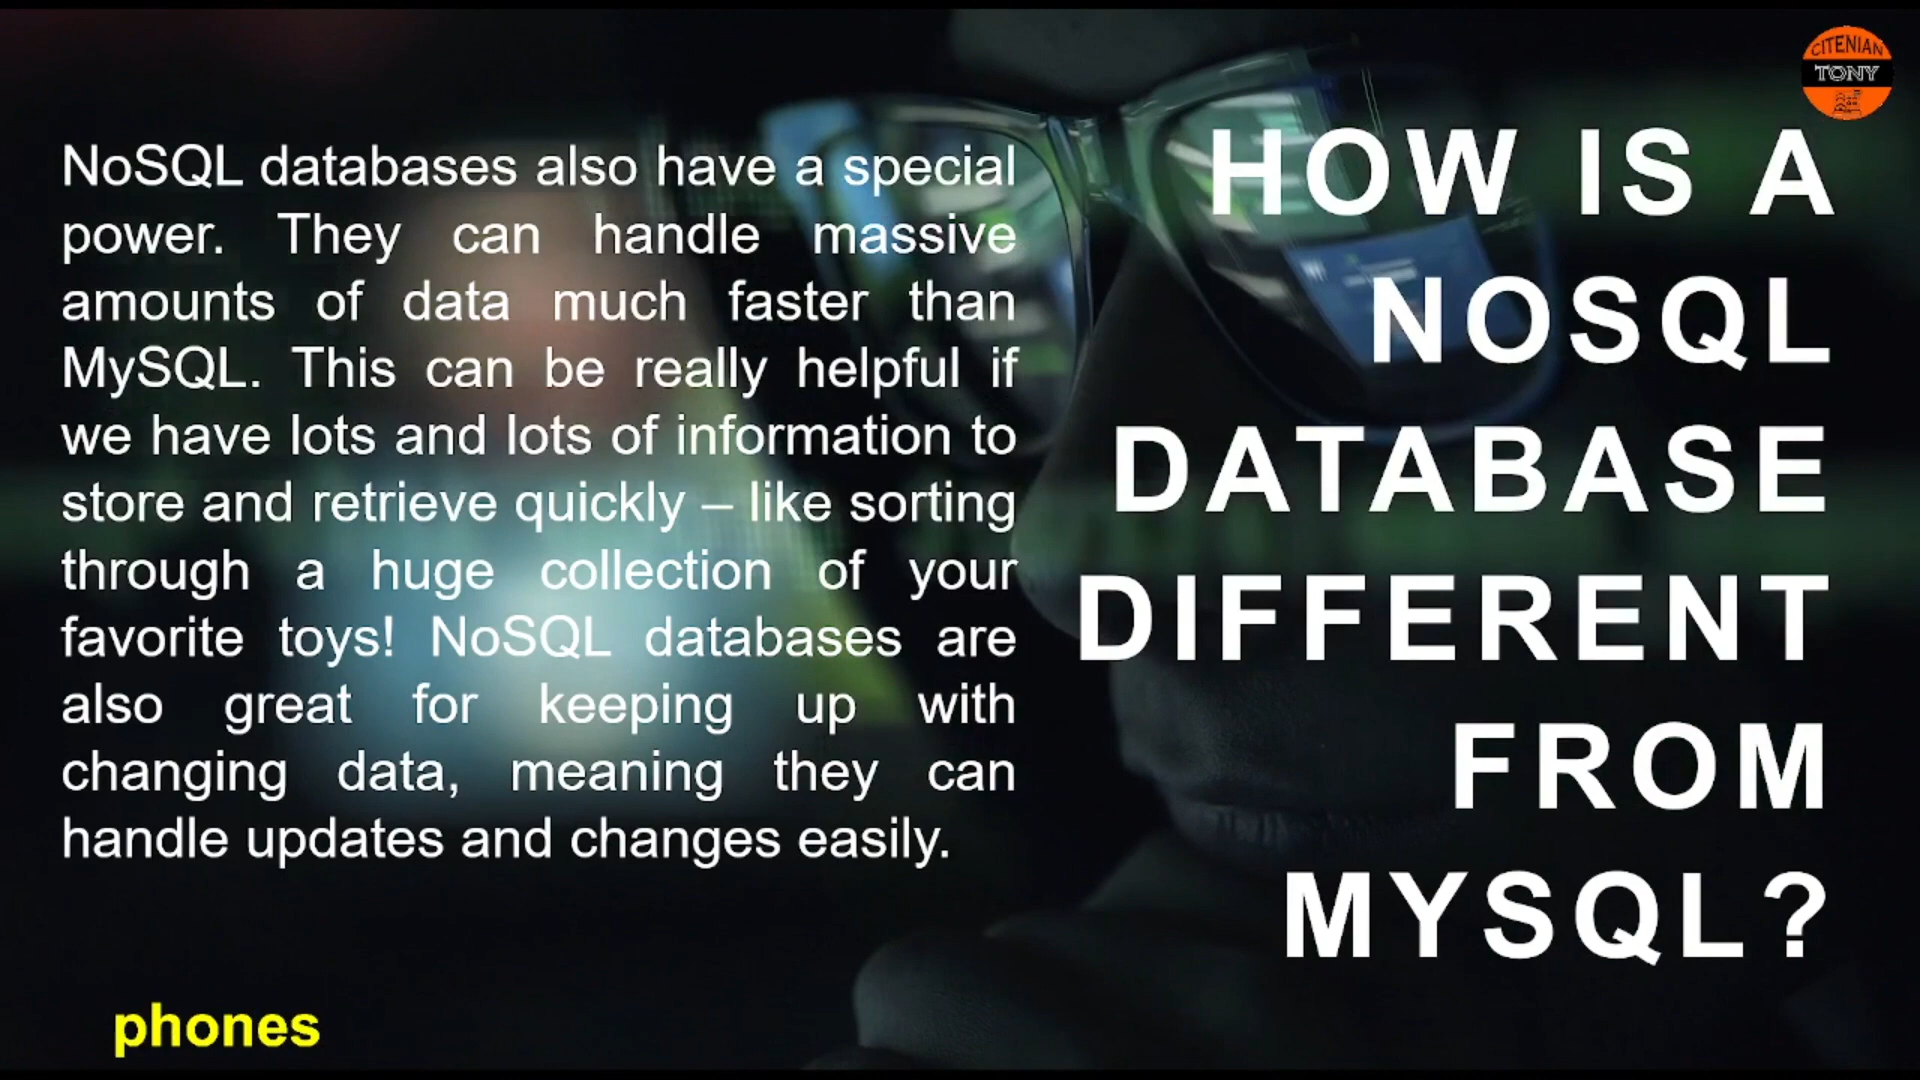 CITENIAN
TONY
NoSQL databases also have a special
power. They can handle massive
amounts of data much faster than
MySQL. This can be really helpful if
we have lots and lots of information to
store and retrieve quickly – like sorting
through a huge collection of your
favorite toys! NoSQL databases are
also great for keeping up with
changing data, meaning they can
handle updates and changes easily.
HOW IS A
NOSQL
DATABASE
DIFFERENT
FROM
MYSQL?
phones